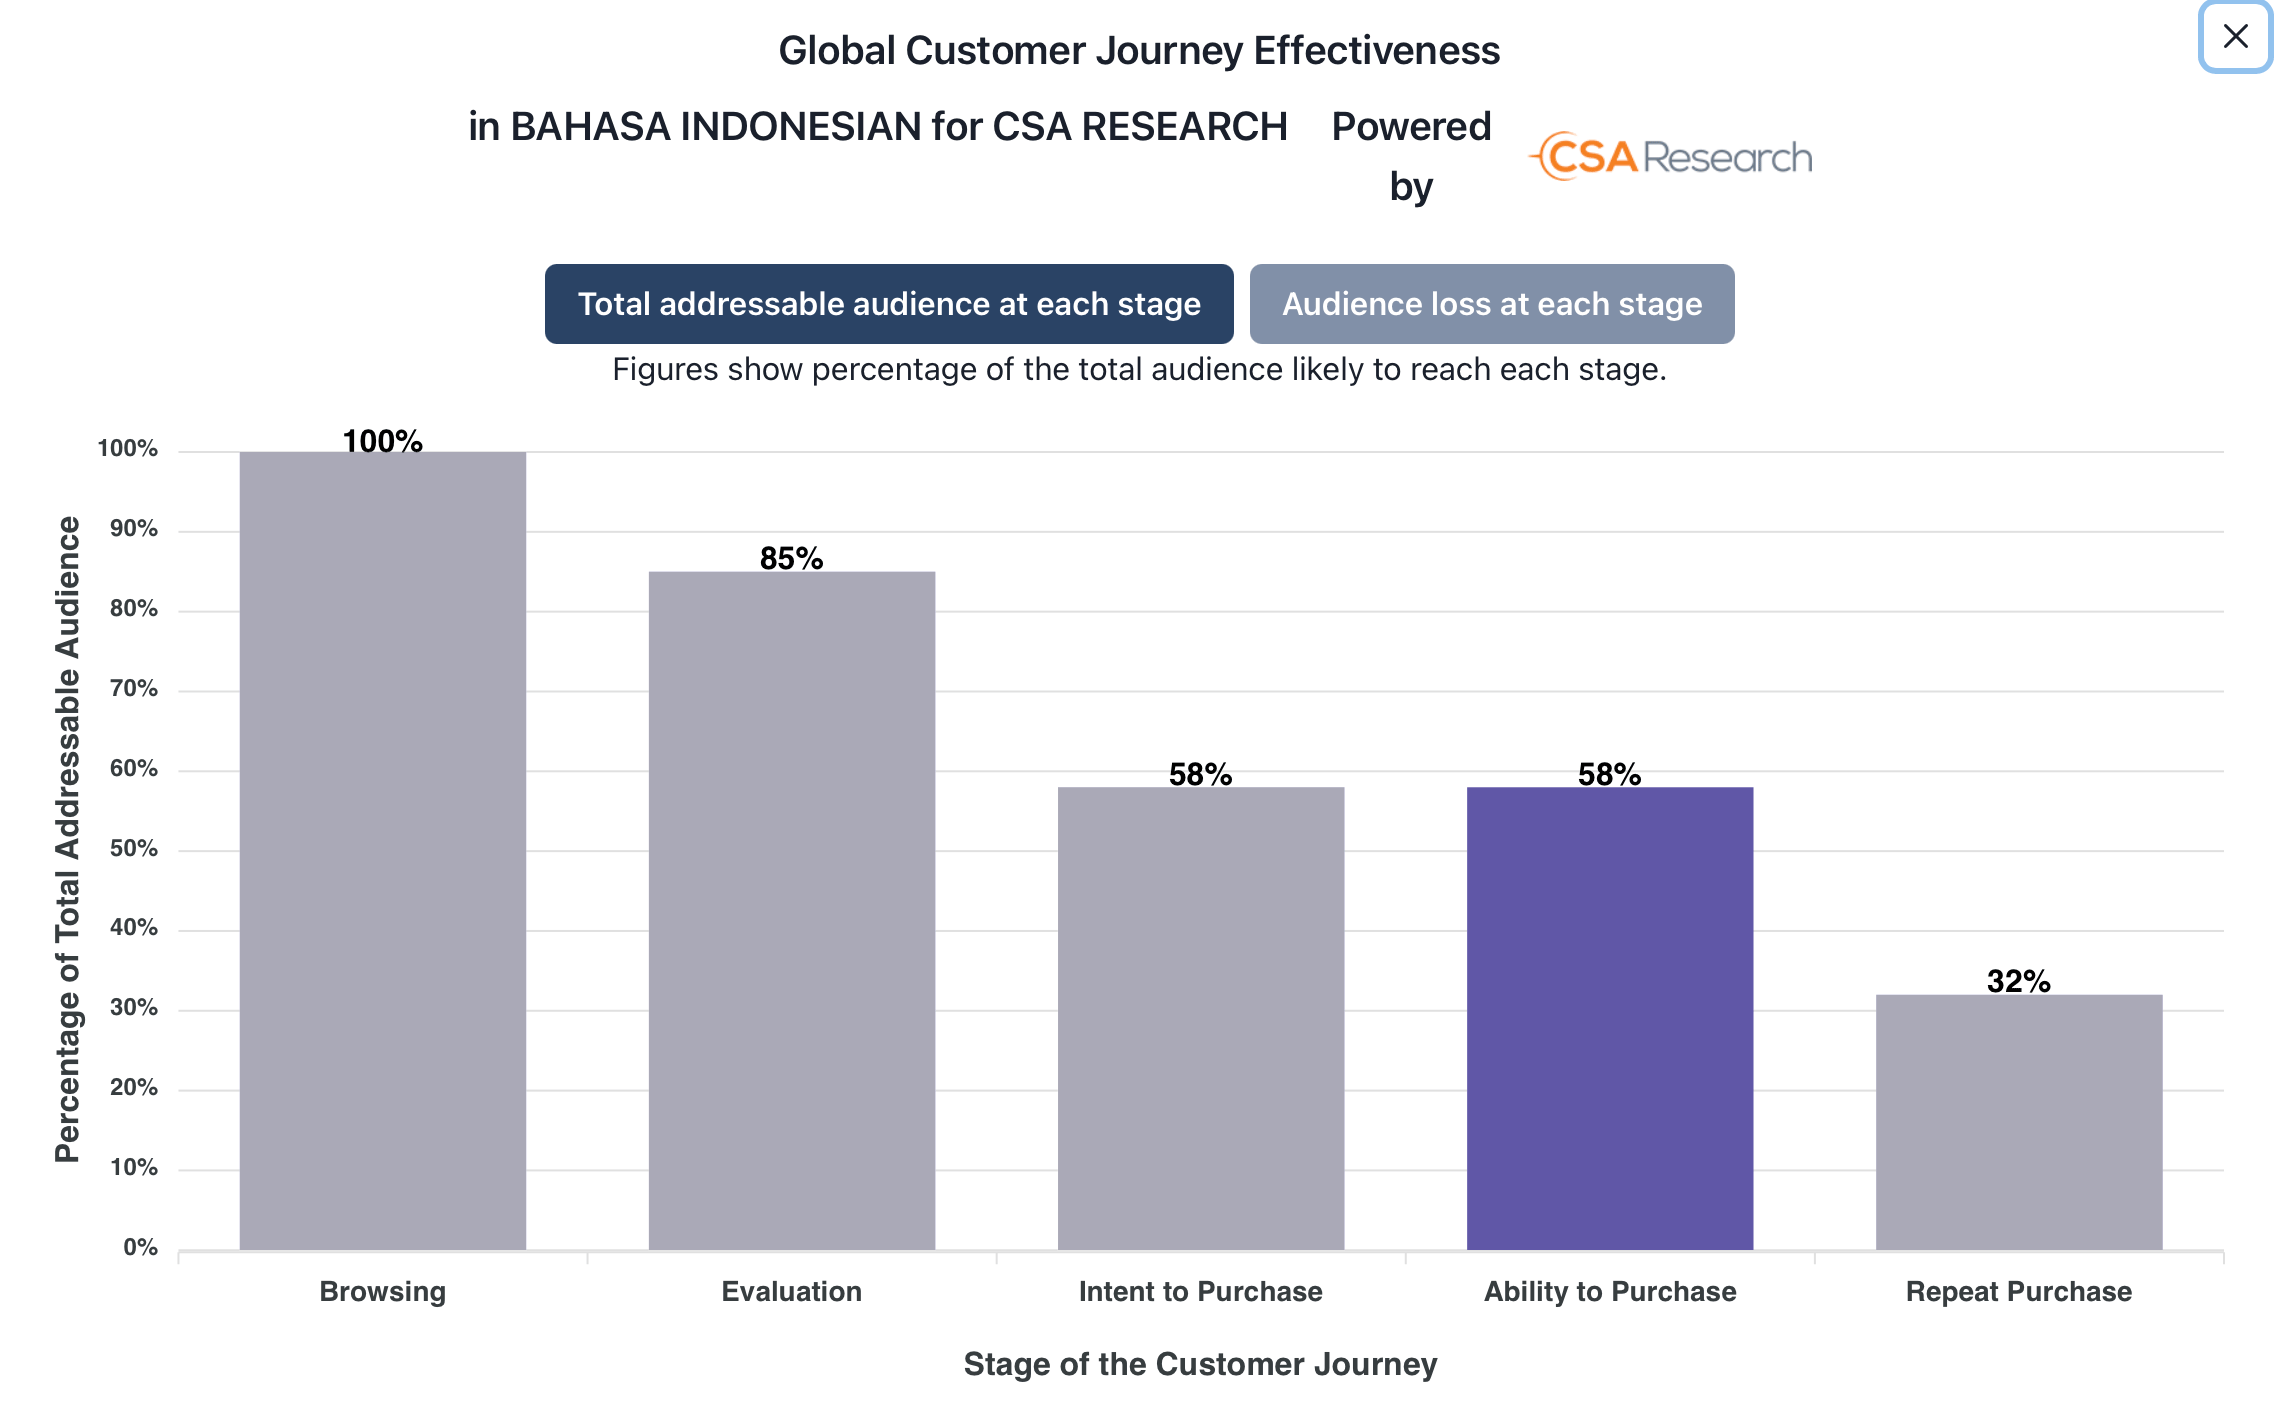 Global Customer Journey Effectiveness
in BAHASA INDONESIAN for CSA RESEARCH
Powered
by
CSA Research
Total addressable audience at each stage
Audience loss at each stage
Figures show percentage of the total audience likely to reach each stage.
Percentage of Total Addressable Audience
100%
90%
80%
70%
60%
50%
40%
30%
20%
10%
0%
100%
85%
58%
58%
32%
Browsing
Evaluation
Intent to Purchase
Ability to Purchase
Repeat Purchase
Stage of the Customer Journey